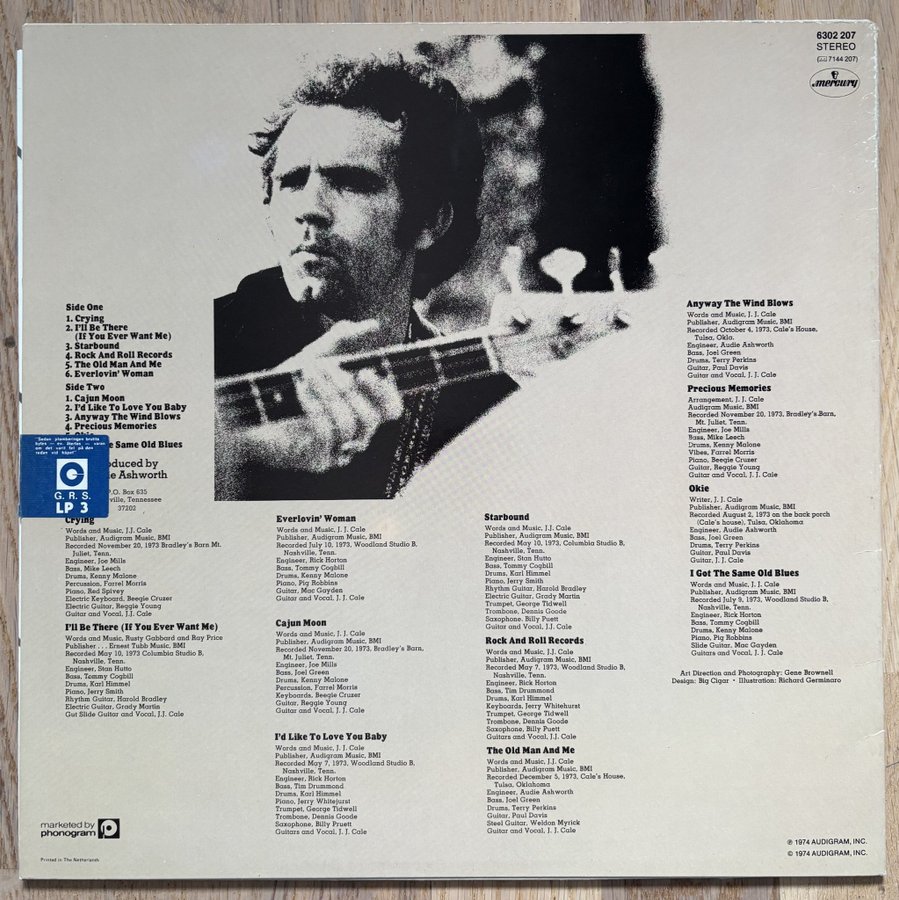 6302 207
STEREO
(7144 207)
mercury
Side One
1. Crying
2. I'll Be There
(If You Ever Want Me)
3. Starbound
4. Rock And Roll Records
5. The Old Man And Me
6. Everlovin' Woman
Side Two
1. Cajun Moon
2. I'd Like To Love You Baby
3. Anyway The Wind Blows
4. Precious Memories
Same Old Blues
G. R. S.
LP 3
Ashworth
P.O. Box 635
Tennessee
37202
Crying
Words and Music, J.J. Cale
Publisher, Audigram Music, BMI
Recorded November 20, 1973 Bradley's Barn Mt.
Juliet, Tenn.
Engineer, Joe Mills
Bass, Mike Leech
Drums, Kenny Malone
Percussion, Farrel Morris
Piano, Red Spivey
Electric Keyboard, Beegie Cruzer
Electric Guitar, Reggie Young
Guitar and Vocal, J.J. Cale
I'll Be There (If You Ever Want Me)
Words and Music, Rusty Gabbard and Ray Price
Publisher . . . Ernest Tubb Music, BMI
Recorded May 10, 1973 Columbia Studio B,
Nashville, Tenn.
Engineer, Stan Hutto
Bass, Tommy Cogbill
Drums, Karl Himmel
Piano, Jerry Smith
Rhythm Guitar, Harold Bradley
Electric Guitar, Grady Martin
Gut Slide Guitar and Vocal, J.J. Cale
Everlovin' Woman
Words and Music, J. J. Cale
Publisher, Audigram Music, BMI
Recorded July 10, 1973, Woodland Studio B,
Nashville, Tenn.
Engineer, Rick Horton
Bass, Tommy Cogbill
Drums, Kenny Malone
Piano, Pig Robbins
Guitar, Mac Gayden
Guitar and Vocal, J. J. Cale
Cajun Moon
Words and Music, J. J. Cale
Publisher, Audigram Music, BMI
Recorded November 20, 1973, Bradley's Barn,
Mt. Juliet, Tenn.
Engineer, Joe Mills
Bass, Joel Green
Drums, Kenny Malone
Percussion, Farrel Morris
Keyboards, Beegie Cruzer
Guitar, Reggie Young
Guitar and Vocal, J. J. Cale
I'd Like To Love You Baby
Words and Music, J. J. Cale
Publisher, Audigram Music, BMI
Recorded May 7, 1973, Woodland Studio B,
Nashville, Tenn.
Engineer, Rick Horton
Bass, Tim Drummond
Drums, Karl Himmel
Piano, Jerry Whitehurst
Trumpet, George Tidwell
Trombone, Dennis Goode
Saxophone, Billy Pruett
Guitars and Vocal, J. J. Cale
Starbound
Words and Music, J.J. Cale
Publisher, Audigram Music, BMI
Recorded May 10, 1973, Columbia Studio B,
Nashville, Tenn.
Engineer, Stan Hutto
Bass, Tommy Cogbill
Drums, Karl Himmel
Piano, Jerry Smith
Rhythm Guitar, Harold Bradley
Electric Guitar, Grady Martin
Trumpet, George Tidwell
Trombone, Dennis Goode
Saxophone, Billy Puett
Guitar and Vocal, J.J. Cale
Rock And Roll Records
Words and Music, J.J. Cale
Publisher, Audigram Music, BMI
Recorded May 7, 1973, Woodland Studio B,
Nashville, Tenn.
Engineer, Rick Horton
Bass, Tim Drummond
Drums, Karl Himmel
Keyboards, Jerry Whitehurst
Trumpet, George Tidwell
Trombone, Dennis Goode
Saxophone, Billy Puett
Guitars and Vocal, J.J. Cale
The Old Man And Me
Words and Music, J.J. Cale
Publisher, Audigram Music, BMI
Recorded December 5, 1973, Cale's House,
Tulsa, Oklahoma
Engineer, Audie Ashworth
Bass, Joel Green
Drums, Terry Perkins
Guitar, Paul Davis
Steel Guitar, Weldon Myrick
Guitar and Vocal, J. J. Cale
Anyway The Wind Blows
Words and Music, J. J. Cale
Publisher, Audigram Music, BMI
Recorded October 4, 1973, Cale's House,
Tulsa, Okla.
Engineer, Audie Ashworth
Bass, Joel Green
Drums, Terry Perkins
Guitar, Paul Davis
Guitar and Vocal, J. J. Cale
Precious Memories
Arrangement, J. J. Cale
Audigram Music, BMI
Recorded November 20, 1973, Bradley's Barn,
Mt. Juliet, Tenn.
Engineer, Joe Mills
Bass, Mike Leech
Drums, Kenny Malone
Vibes, Farrel Morris
Piano, Beegie Cruzer
Guitar, Reggie Young
Guitar and Vocal, J. J. Cale
Okie
Writer, J. J. Cale
Publisher, Audigram Music, BMI
Recorded August 2, 1973 on the back porch
(Cale's house), Tulsa, Oklahoma
Engineer, Audie Ashworth
Bass, Joel Green
Drums, Terry Perkins
Guitar, Paul Davis
Guitar, J. J. Cale
I Got The Same Old Blues
Words and Music, J. J. Cale
Publisher, Audigram Music, BMI
Recorded July 9, 1973, Woodland Studio B,
Nashville, Tenn.
Engineer, Rick Horton
Bass, Tommy Cogbill
Drums, Kenny Malone
Piano, Pig Robbins
Slide Guitar, Mac Gayden
Guitars and Vocal, J. J. Cale
Art Direction and Photography: Gene Brownell
Design: Big Cigar • Illustration: Richard Germinaro
marketed by
phonogram
Printed in The Netherlands
℗ 1974 AUDIGRAM, INC.
© 1974 AUDIGRAM, INC.